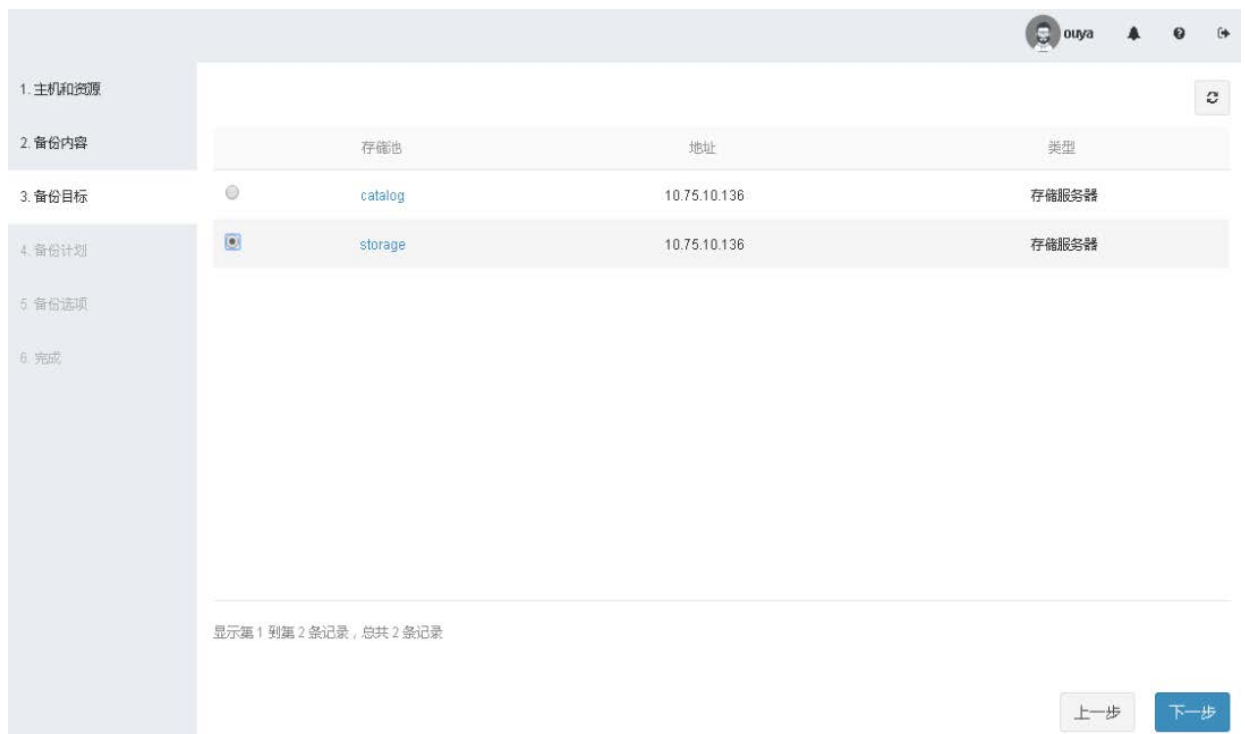 ouya
1. 主机和资源
2. 备份内容
3. 备份目标
4. 备份计划
5. 备份选项
6. 完成
存储池 地址 类型
catalog 10.75.10.136 存储服务器
storage 10.75.10.136 存储服务器
显示第 1 到第 2 条记录，总共 2 条记录
上一步 下一步